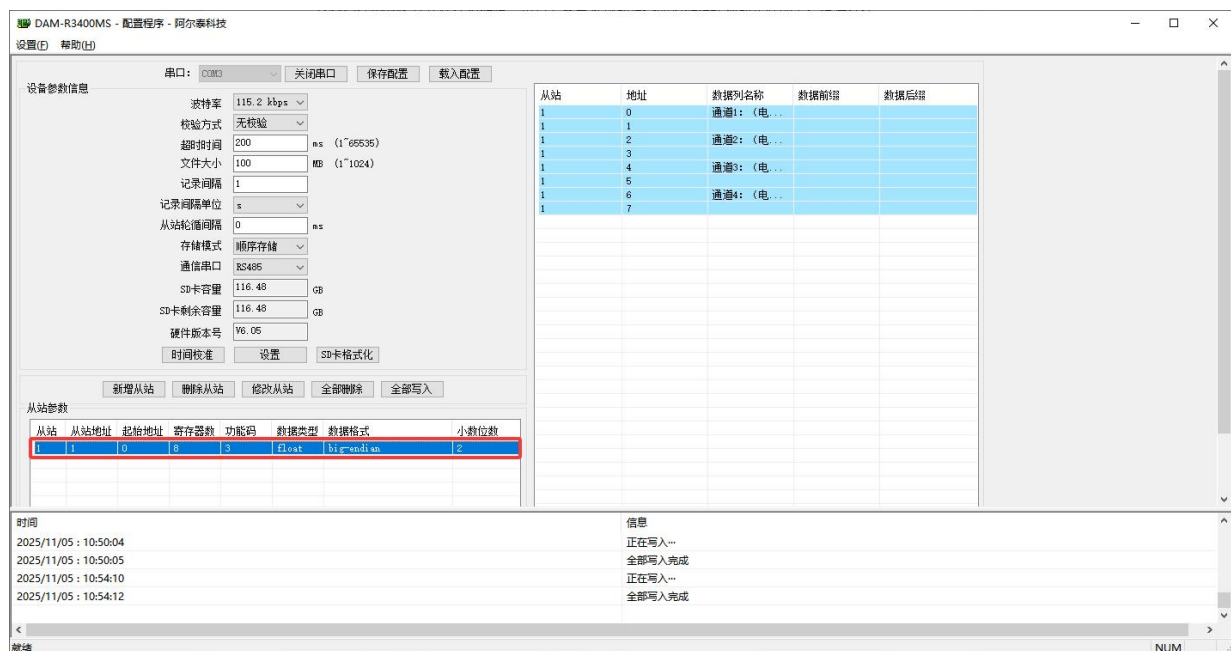 DAM-R3400MS - 配置程序 - 阿尔泰科技
设置(F) 帮助(H)
串口: COM3 关闭串口 保存配置 载入配置
设备参数信息
波特率 115.2 kbps
校验方式 无校验
超时时间 200 ms (1~65535)
文件大小 100 MB (1~1024)
记录间隔 1
记录间隔单位 s
从站轮循间隔 0 ms
存储模式 顺序存储
通信串口 RS485
SD卡容量 116.48 GB
SD卡剩余容量 116.48 GB
硬件版本号 V6.05
时间校准 设置 SD卡格式化
新增从站 删除从站 修改从站 全部删除 全部写入
从站参数
从站 从站地址 起始地址 寄存器数 功能码 数据类型 数据格式 小数位数
1 1 0 8 3 float big-endian 2
从站 地址 数据列名称 数据前缀 数据后缀
1 0 通道1: (电...
1 1
1 2 通道2: (电...
1 3
1 4 通道3: (电...
1 5
1 6 通道4: (电...
1 7
时间 信息
2025/11/05 : 10:50:04 正在写入…
2025/11/05 : 10:50:05 全部写入完成
2025/11/05 : 10:54:10 正在写入…
2025/11/05 : 10:54:12 全部写入完成
就绪 NUM